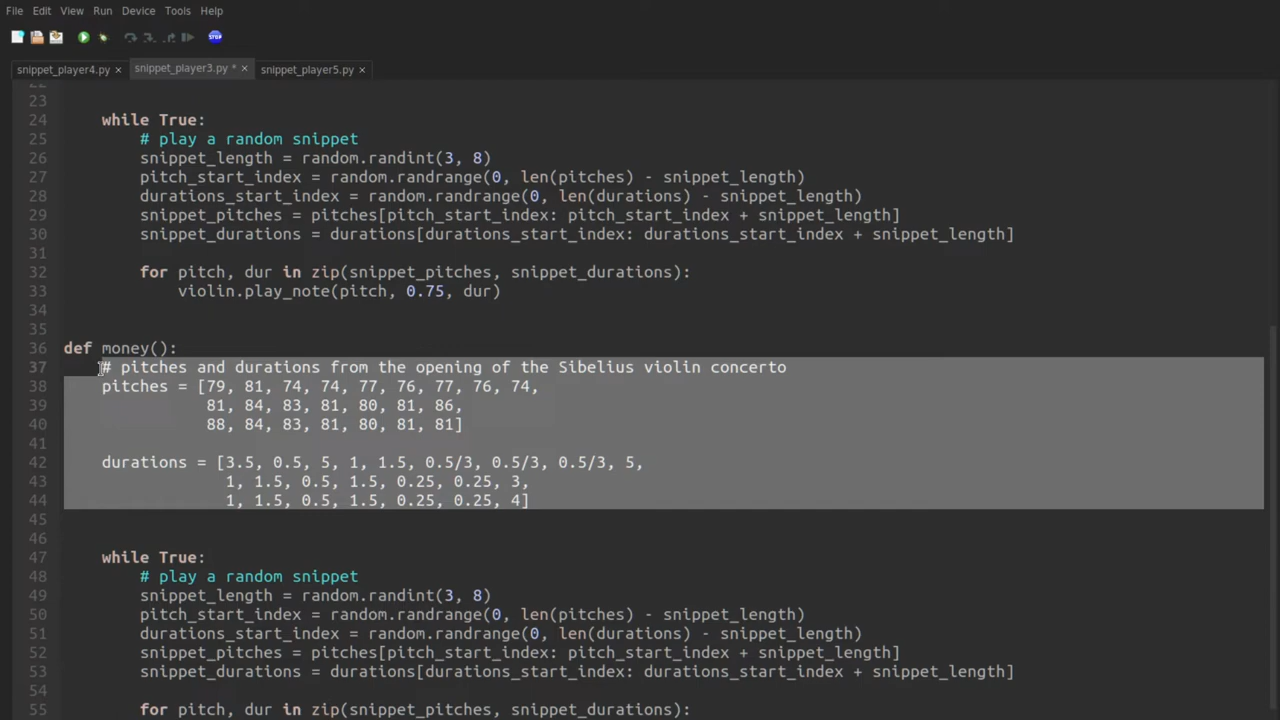 File Edit View Run Device Tools Help
STOP
snippet_player4.py × snippet_player3.py * × snippet_player5.py ×
22
23
24 while True:
25 # play a random snippet
26 snippet_length = random.randint(3, 8)
27 pitch_start_index = random.randrange(0, len(pitches) - snippet_length)
28 durations_start_index = random.randrange(0, len(durations) - snippet_length)
29 snippet_pitches = pitches[pitch_start_index: pitch_start_index + snippet_length]
30 snippet_durations = durations[durations_start_index: durations_start_index + snippet_length]
31
32 for pitch, dur in zip(snippet_pitches, snippet_durations):
33 violin.play_note(pitch, 0.75, dur)
34
35
36 def money():
37 # pitches and durations from the opening of the Sibelius violin concerto
38 pitches = [79, 81, 74, 74, 77, 76, 77, 76, 74,
39 81, 84, 83, 81, 80, 81, 86,
40 88, 84, 83, 81, 80, 81, 81]
41
42 durations = [3.5, 0.5, 5, 1, 1.5, 0.5/3, 0.5/3, 0.5/3, 5,
43 1, 1.5, 0.5, 1.5, 0.25, 0.25, 3,
44 1, 1.5, 0.5, 1.5, 0.25, 0.25, 4]
45
46
47 while True:
48 # play a random snippet
49 snippet_length = random.randint(3, 8)
50 pitch_start_index = random.randrange(0, len(pitches) - snippet_length)
51 durations_start_index = random.randrange(0, len(durations) - snippet_length)
52 snippet_pitches = pitches[pitch_start_index: pitch_start_index + snippet_length]
53 snippet_durations = durations[durations_start_index: durations_start_index + snippet_length]
54
55 for pitch, dur in zip(snippet_pitches, snippet_durations):